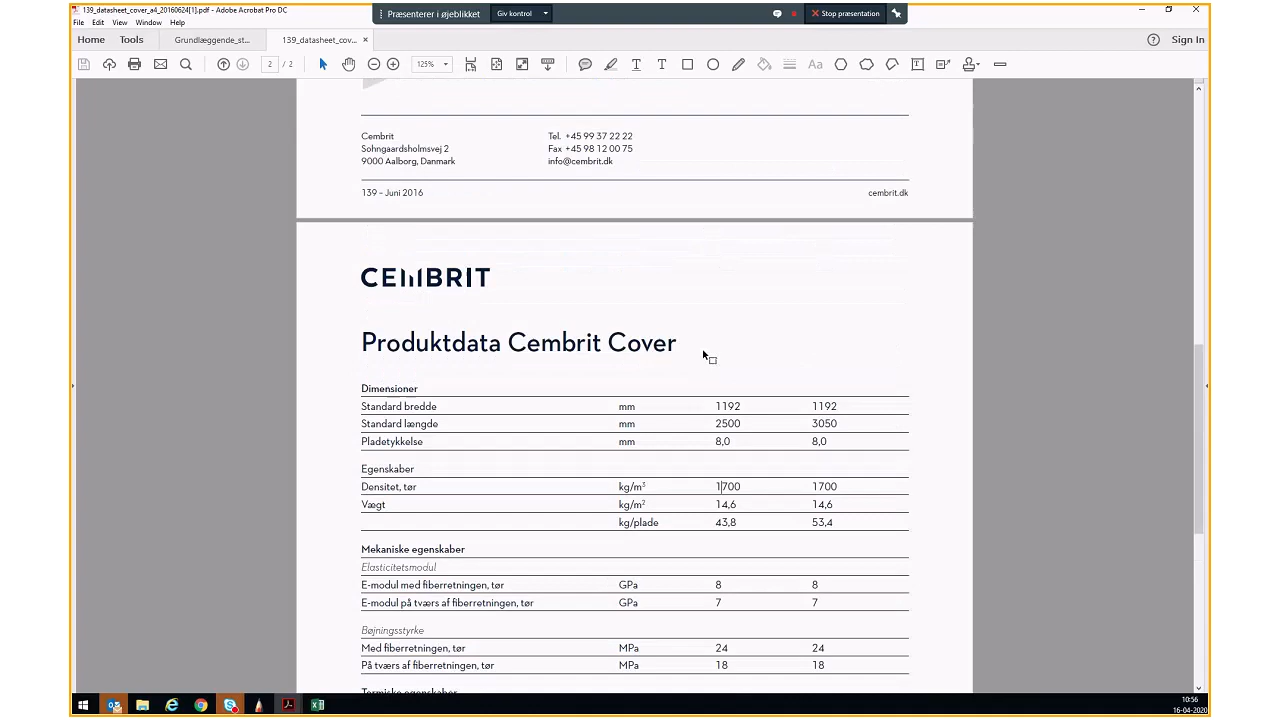 139_datasheet_cover_a4_20160624[1].pdf - Adobe Acrobat Pro DC
Præsenterer i øjeblikket
Giv kontrol
Stop præsentation
File Edit View Window Help
Home Tools Grundlæggende_st... 139_datasheet_cov... Sign In
2 / 2 125%
Cembrit Tel. +45 99 37 22 22
Sohngaardsholmsvej 2 Fax +45 98 12 00 75
9000 Aalborg, Danmark info@cembrit.dk
139 – Juni 2016 cembrit.dk
CEMBRIT
Produktdata Cembrit Cover
Dimensioner
Standard bredde mm 1192 1192
Standard længde mm 2500 3050
Pladetykkelse mm 8,0 8,0
Egenskaber
Densitet, tør kg/m³ 1700 1700
Vægt kg/m² 14,6 14,6
kg/plade 43,8 53,4
Mekaniske egenskaber
Elasticitetsmodul
E-modul med fiberretningen, tør GPa 8 8
E-modul på tværs af fiberretningen, tør GPa 7 7
Bøjningsstyrke
Med fiberretningen, tør MPa 24 24
På tværs af fiberretningen, tør MPa 18 18
Termiske egenskaber
10:56
16-04-2020